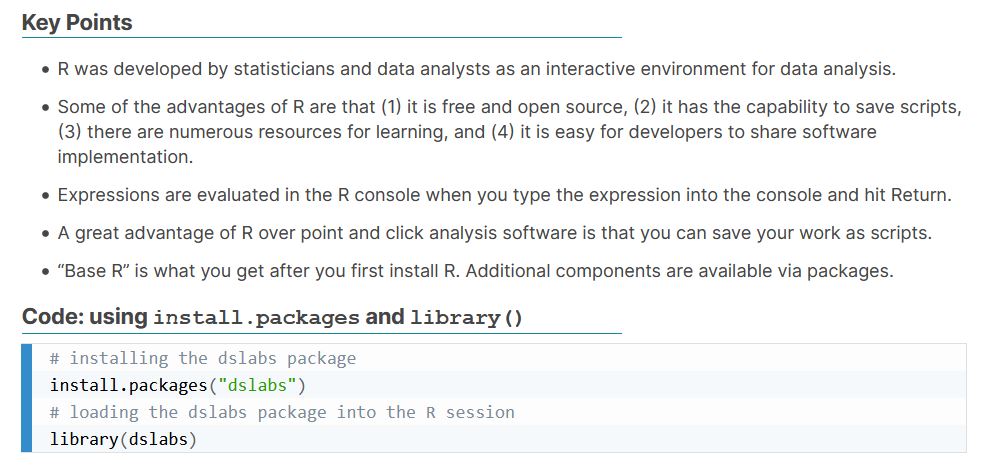 Key Points
• R was developed by statisticians and data analysts as an interactive environment for data analysis.
• Some of the advantages of R are that (1) it is free and open source, (2) it has the capability to save scripts,
(3) there are numerous resources for learning, and (4) it is easy for developers to share software
implementation.
• Expressions are evaluated in the R console when you type the expression into the console and hit Return.
• A great advantage of R over point and click analysis software is that you can save your work as scripts.
• “Base R” is what you get after you first install R. Additional components are available via packages.
Code: using install.packages and library()
# installing the dslabs package
install.packages("dslabs")
# loading the dslabs package into the R session
library(dslabs)